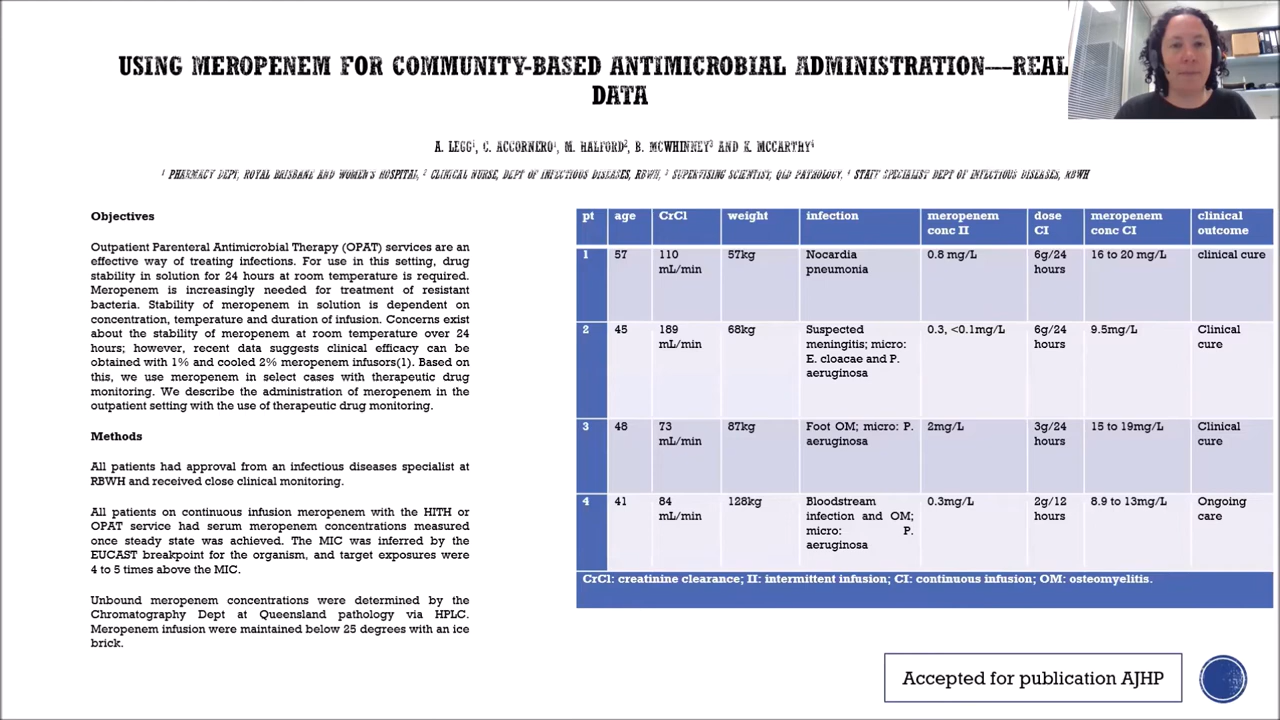 USING MEROPENEM FOR COMMUNITY-BASED ANTIMICROBIAL ADMINISTRATION—REAL
DATA
A. LEGG¹, C. ACCORNERO¹, M. HALFORD², B. MCWHINNEY³ AND K. MCCARTHY⁴
¹ PHARMACY DEPT, ROYAL BRISBANE AND WOMEN'S HOSPITAL, ² CLINICAL NURSE, DEPT OF INFECTIOUS DISEASES, RBWH, ³ SUPERVISING SCIENTIST, QLD PATHOLOGY, ⁴ STAFF SPECIALIST DEPT OF INFECTIOUS DISEASES, RBWH
Objectives
Outpatient Parenteral Antimicrobial Therapy (OPAT) services are an
effective way of treating infections. For use in this setting, drug
stability in solution for 24 hours at room temperature is required.
Meropenem is increasingly needed for treatment of resistant
bacteria. Stability of meropenem in solution is dependent on
concentration, temperature and duration of infusion. Concerns exist
about the stability of meropenem at room temperature over 24
hours; however, recent data suggests clinical efficacy can be
obtained with 1% and cooled 2% meropenem infusors(1). Based on
this, we use meropenem in select cases with therapeutic drug
monitoring. We describe the administration of meropenem in the
outpatient setting with the use of therapeutic drug monitoring.
Methods
All patients had approval from an infectious diseases specialist at
RBWH and received close clinical monitoring.
All patients on continuous infusion meropenem with the HITH or
OPAT service had serum meropenem concentrations measured
once steady state was achieved. The MIC was inferred by the
EUCAST breakpoint for the organism, and target exposures were
4 to 5 times above the MIC.
Unbound meropenem concentrations were determined by the
Chromatography Dept at Queensland pathology via HPLC.
Meropenem infusion were maintained below 25 degrees with an ice
brick.
pt age CrCl weight infection meropenem dose meropenem clinical
conc II CI conc CI outcome
1 57 110 57kg Nocardia 0.8 mg/L 6g/24 16 to 20 mg/L clinical cure
mL/min pneumonia hours
2 45 189 68kg Suspected 0.3, <0.1mg/L 6g/24 9.5mg/L Clinical
mL/min meningitis; micro: hours cure
E. cloacae and P.
aeruginosa
3 48 73 87kg Foot OM; micro: P. 2mg/L 3g/24 15 to 19mg/L Clinical
mL/min aeruginosa hours cure
4 41 84 128kg Bloodstream 0.3mg/L 2g/12 8.9 to 13mg/L Ongoing
mL/min infection and OM; hours care
micro: P.
aeruginosa
CrCl: creatinine clearance; II: intermittent infusion; CI: continuous infusion; OM: osteomyelitis.
Accepted for publication AJHP